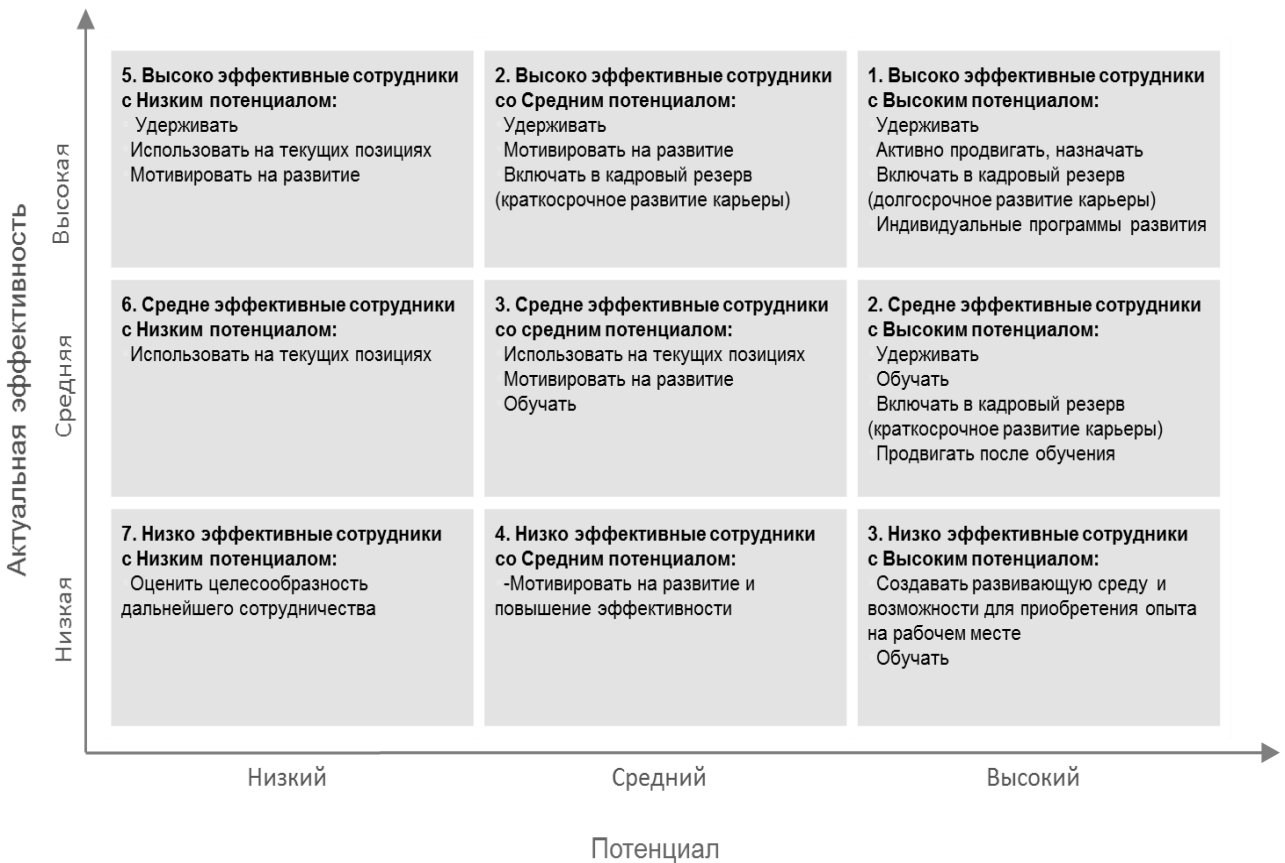 Актуальная эффективность
Высокая
5. Высоко эффективные сотрудники
с Низким потенциалом:
Удерживать
Использовать на текущих позициях
Мотивировать на развитие
2. Высоко эффективные сотрудники
со Средним потенциалом:
Удерживать
Мотивировать на развитие
Включать в кадровый резерв
(краткосрочное развитие карьеры)
1. Высоко эффективные сотрудники
с Высоким потенциалом:
Удерживать
Активно продвигать, назначать
Включать в кадровый резерв
(долгосрочное развитие карьеры)
Индивидуальные программы развития
Средняя
6. Средне эффективные сотрудники
с Низким потенциалом:
Использовать на текущих позициях
3. Средне эффективные сотрудники
со средним потенциалом:
Использовать на текущих позициях
Мотивировать на развитие
Обучать
2. Средне эффективные сотрудники
с Высоким потенциалом:
Удерживать
Обучать
Включать в кадровый резерв
(краткосрочное развитие карьеры)
Продвигать после обучения
Низкая
7. Низко эффективные сотрудники
с Низким потенциалом:
Оценить целесообразность
дальнейшего сотрудничества
4. Низко эффективные сотрудники
со Средним потенциалом:
-Мотивировать на развитие и
повышение эффективности
3. Низко эффективные сотрудники
с Высоким потенциалом:
Создавать развивающую среду и
возможности для приобретения опыта
на рабочем месте
Обучать
Низкий
Средний
Высокий
Потенциал